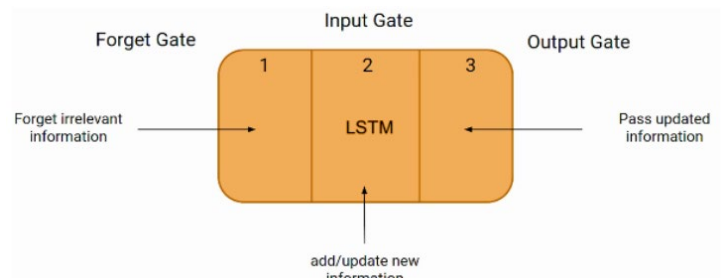 Input Gate
Forget Gate
Output Gate
1 2 3
Forget irrelevant
information
LSTM
Pass updated
information
add/update new
information